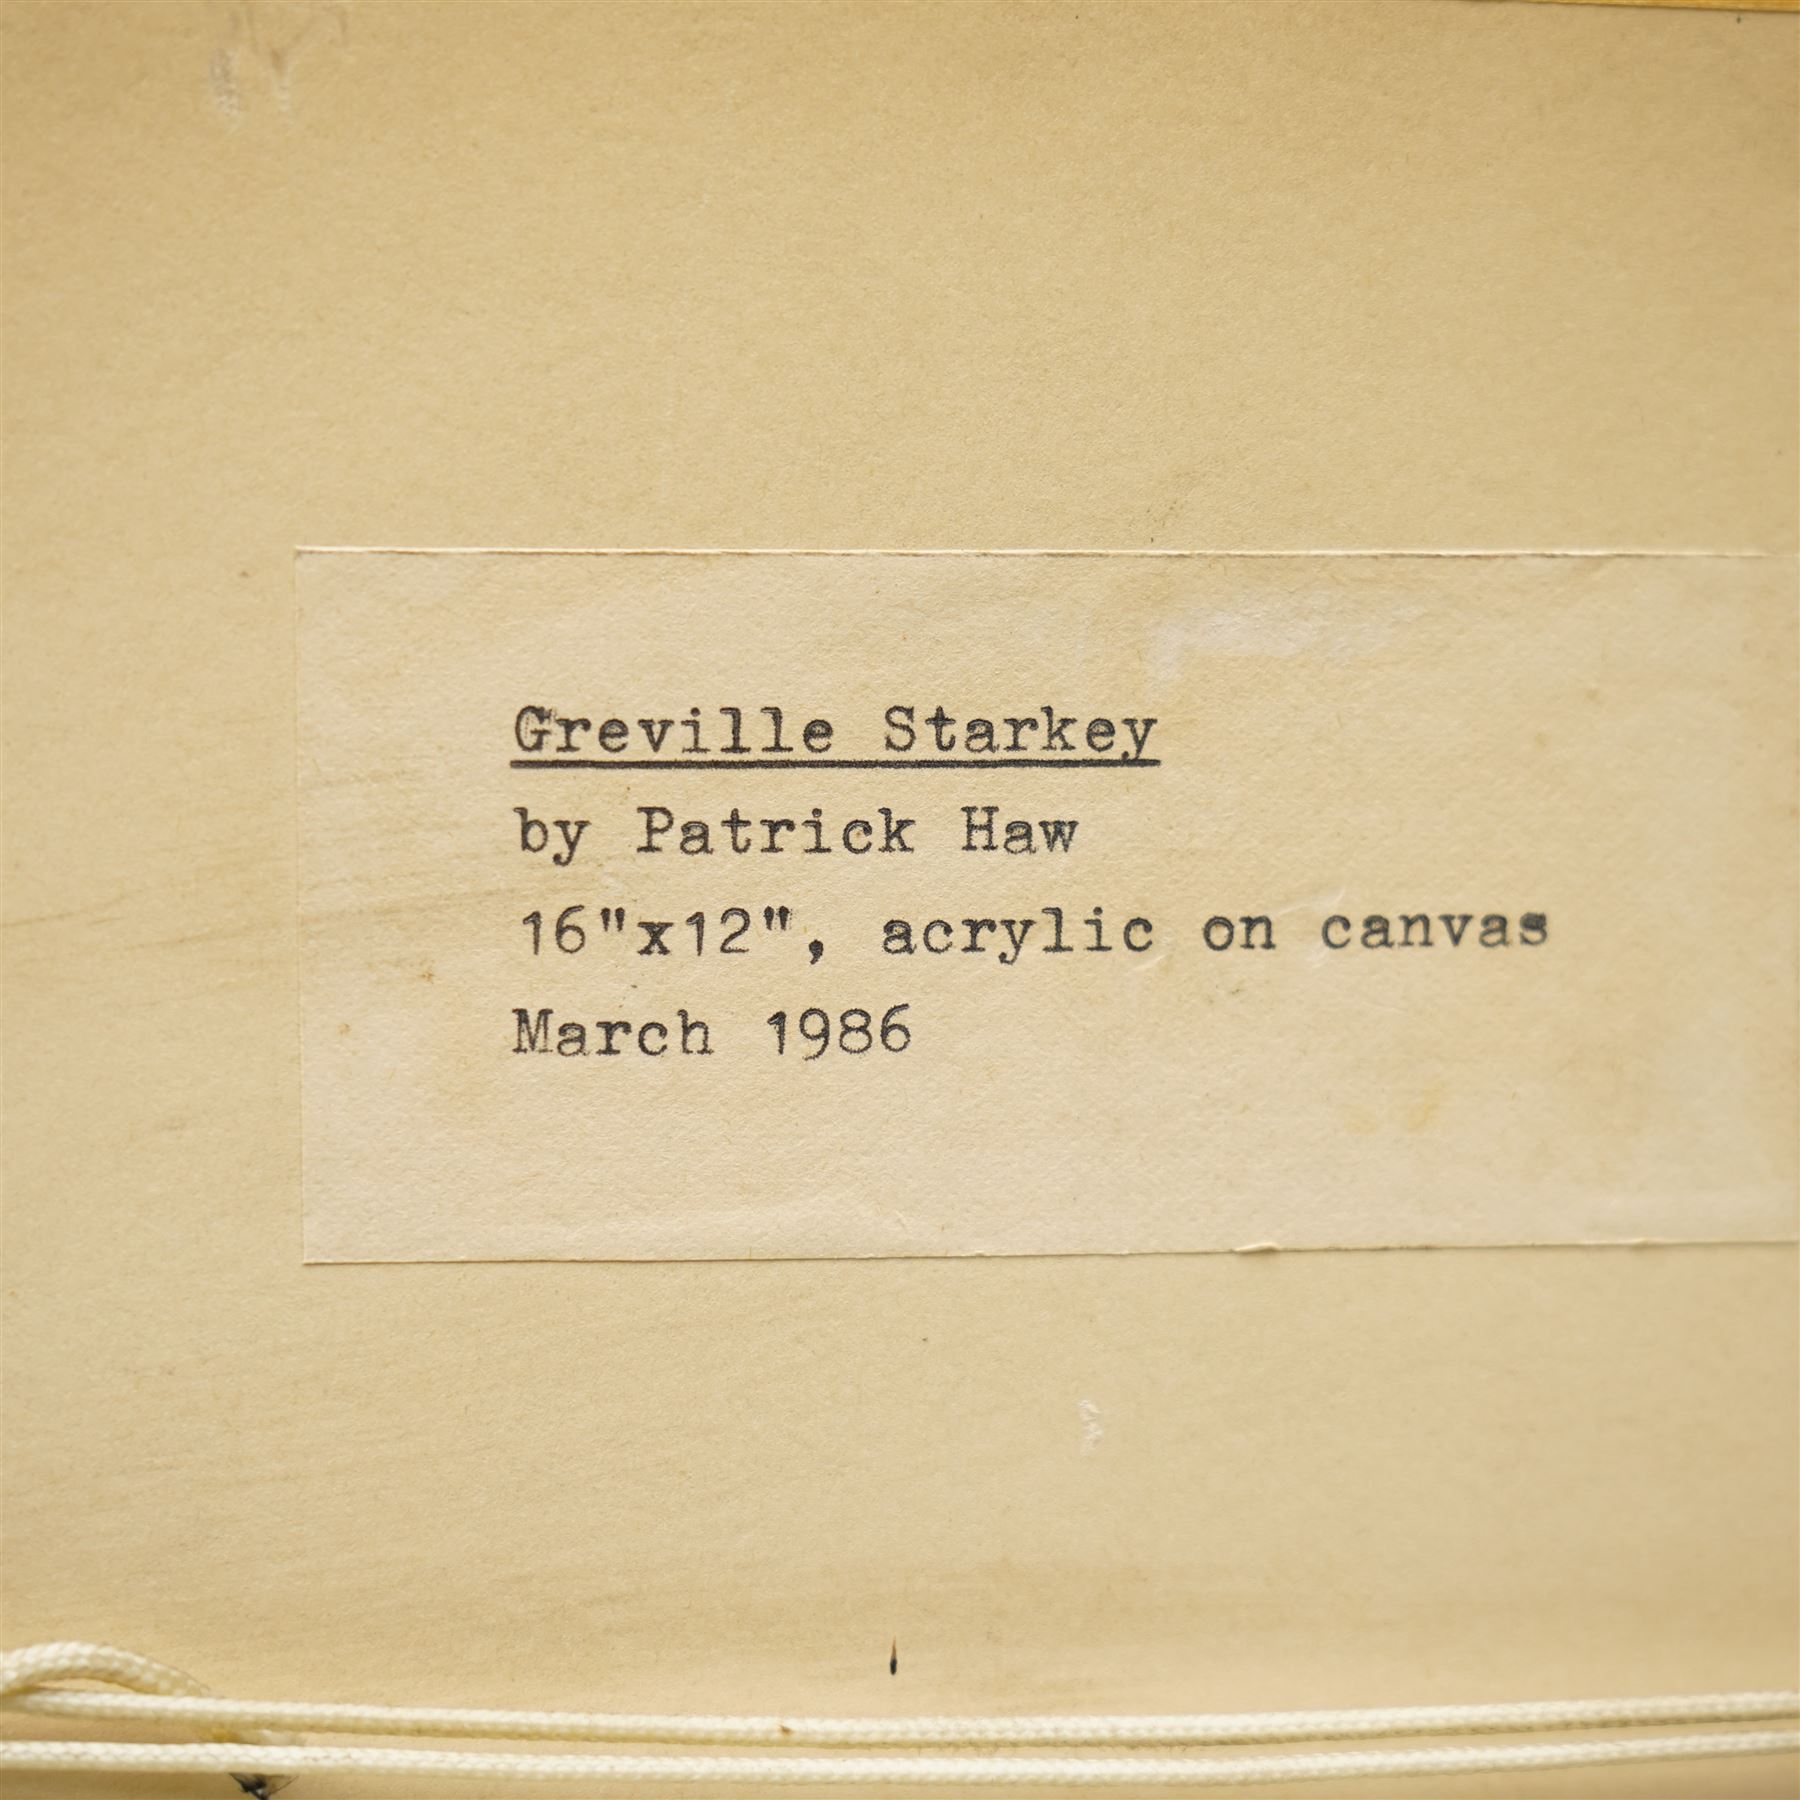 Greville Starkey
by Patrick Haw
16"x12", acrylic on canvas
March 1986